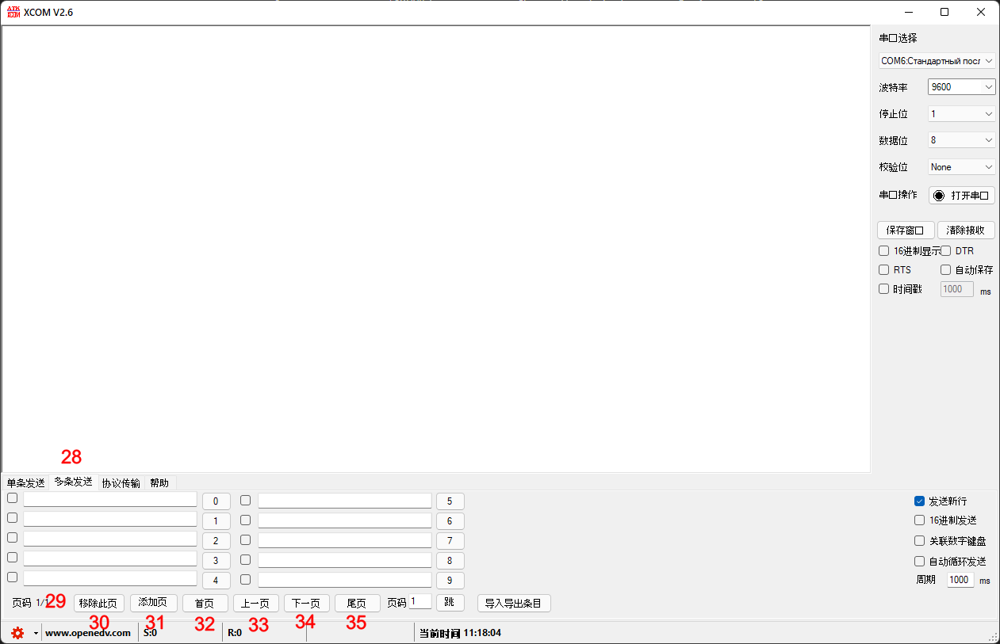 ATK XCOM XCOM V2.6
串口选择
COM6:Стандартный посл
波特率 9600
停止位 1
数据位 8
校验位 None
串口操作 打开串口
保存窗口 清除接收
16进制显示 DTR
RTS 自动保存
时间戳 1000 ms
28
单条发送 多条发送 协议传输 帮助
0 5 发送新行
1 6 16进制发送
2 7 关联数字键盘
3 8 自动循环发送
4 9 周期 1000 ms
页码 1/ 29 移除此页 添加页 首页 上一页 下一页 尾页 页码 1 跳 导入导出条目
30 31 32 33 34 35
www.openedv.com S:0 R:0 当前时间 11:18:04